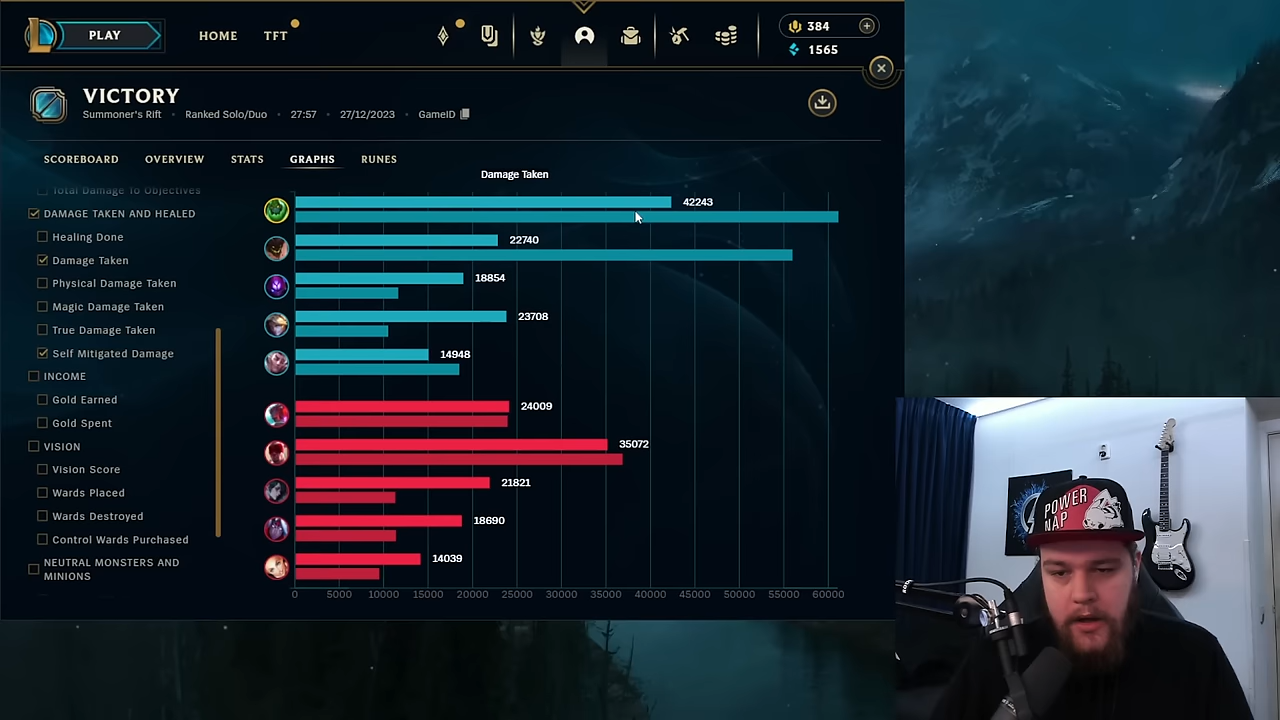 PLAY
HOME
TFT
384
1565
VICTORY
Summoner's Rift • Ranked Solo/Duo • 27:57 • 27/12/2023 • GameID
SCOREBOARD
OVERVIEW
STATS
GRAPHS
RUNES
Total Damage To Objectives
DAMAGE TAKEN AND HEALED
Healing Done
Damage Taken
Physical Damage Taken
Magic Damage Taken
True Damage Taken
Self Mitigated Damage
INCOME
Gold Earned
Gold Spent
VISION
Vision Score
Wards Placed
Wards Destroyed
Control Wards Purchased
NEUTRAL MONSTERS AND
MINIONS
Damage Taken
42243
22740
18854
23708
14948
24009
35072
21821
18690
14039
0 5000 10000 15000 20000 25000 30000 35000 40000 45000 50000 55000 60000
POWER
NAP